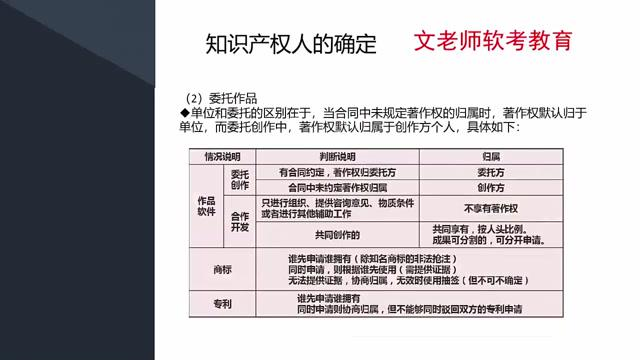 知识产权人的确定
文老师软考教育
（2）委托作品
◆单位和委托的区别在于，当合同中未规定著作权的归属时，著作权默认归于
单位，而委托创作中，著作权默认归属于创作方个人，具体如下：
情况说明 判断说明 归属
作品软件 委托创作 有合同约定，著作权归委托方 委托方
合同中未约定著作权归属 创作方
合作开发 只进行组织、提供咨询意见、物质条件
或者进行其他辅助工作 不享有著作权
共同创作的 共同享有，按人头比例。
成果可分割的，可分开申请。
商标 谁先申请谁拥有（除知名商标的非法抢注）
同时申请，则根据谁先使用（需提供证据）
无法提供证据，协商归属，无效时使用抽签（但不可不确定）
专利 谁先申请谁拥有
同时申请则协商归属，但不能够同时驳回双方的专利申请